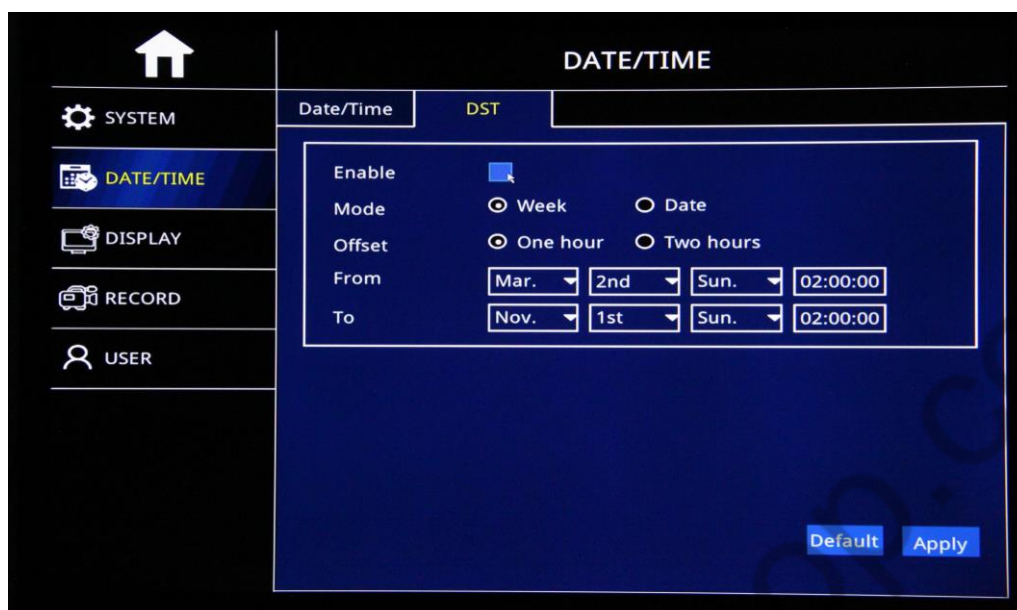 DATE/TIME
SYSTEM
DATE/TIME
DISPLAY
RECORD
USER
Date/Time DST
Enable
Mode Week Date
Offset One hour Two hours
From Mar. 2nd Sun. 02:00:00
To Nov. 1st Sun. 02:00:00
Default Apply